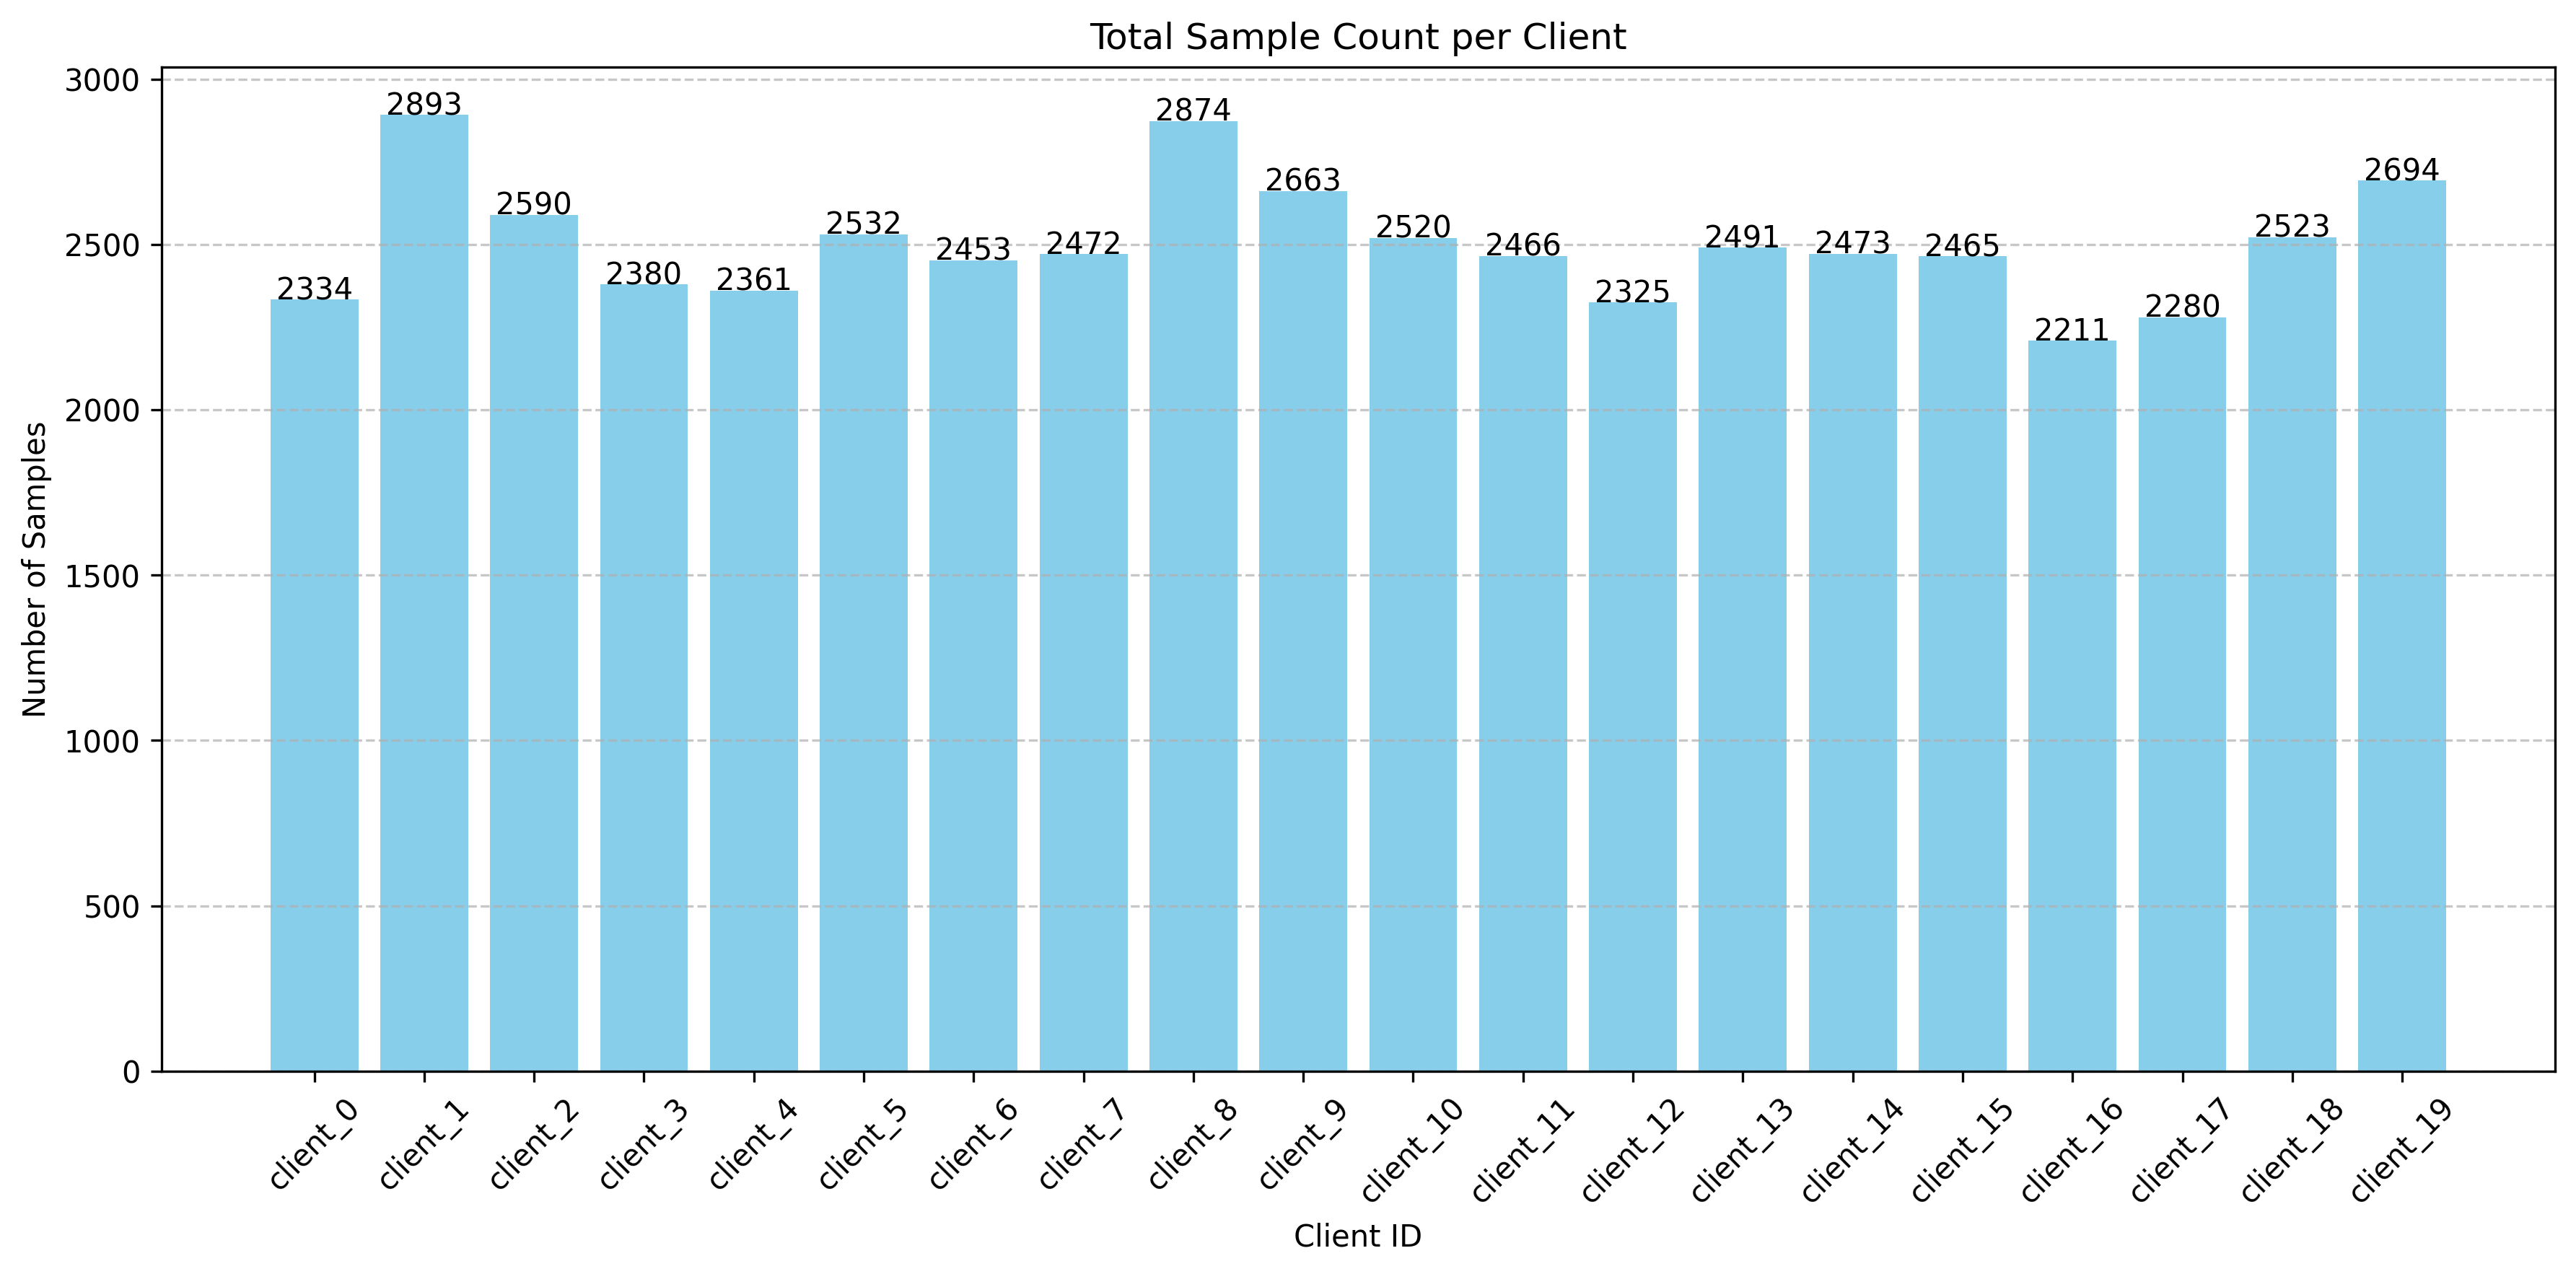 Total Sample Count per Client
Number of Samples
3000
2500
2000
1500
1000
500
0
2334
2893
2590
2380
2361
2532
2453
2472
2874
2663
2520
2466
2325
2491
2473
2465
2211
2280
2523
2694
client_0
client_1
client_2
client_3
client_4
client_5
client_6
client_7
client_8
client_9
client_10
client_11
client_12
client_13
client_14
client_15
client_16
client_17
client_18
client_19
Client ID